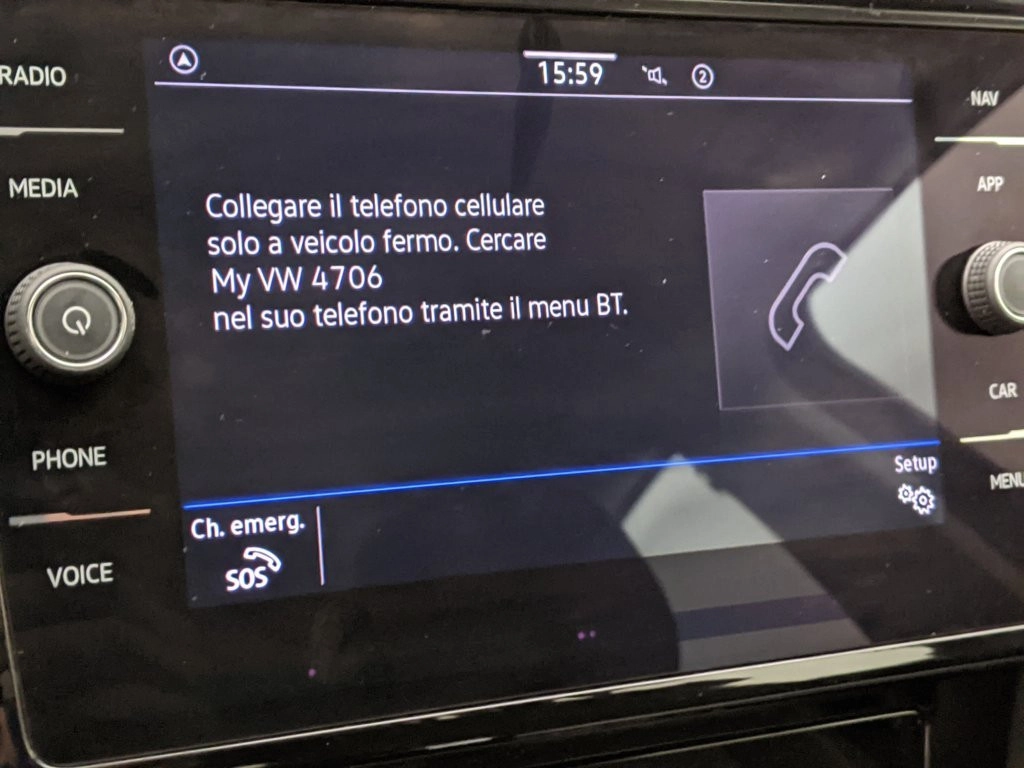 RADIO
MEDIA
PHONE
VOICE
15:59
2
Collegare il telefono cellulare
solo a veicolo fermo. Cercare
My VW 4706
nel suo telefono tramite il menu BT.
Setup
Ch. emerg.
SOS
NAV
APP
CAR
MENU